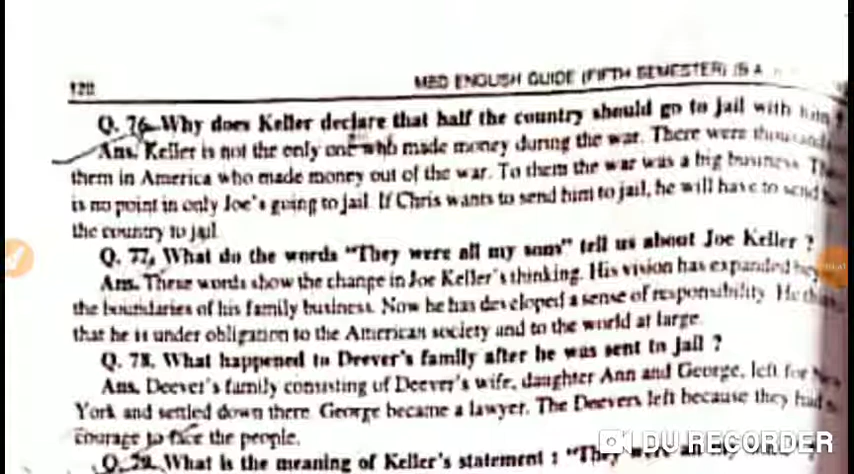 120 MBD ENGLISH GUIDE (FIFTH SEMESTER) B.A.
Q. 76. Why does Keller declare that half the country should go to jail with him ?
Ans. Keller is not the only one who made money during the war. There were thousands
them in America who made money out of the war. To them the war was a big business.
is no point in only Joe's going to jail. If Chris wants to send him to jail, he will have to send
the country to jail.
Q. 77. What do the words "They were all my sons" tell us about Joe Keller ?
Ans. These words show the change in Joe Keller's thinking. His vision has expanded
the boundaries of his family business. Now he has developed a sense of responsibility. He
that he is under obligation to the American society and to the world at large.
Q. 78. What happened to Deever's family after he was sent to jail ?
Ans. Deever's family consisting of Deever's wife, daughter Ann and George, left for New
York and settled down there. George became a lawyer. The Deevers left because they had
courage to face the people.
Q. 79. What is the meaning of Keller's statement : "They were all my
DU RECORDER